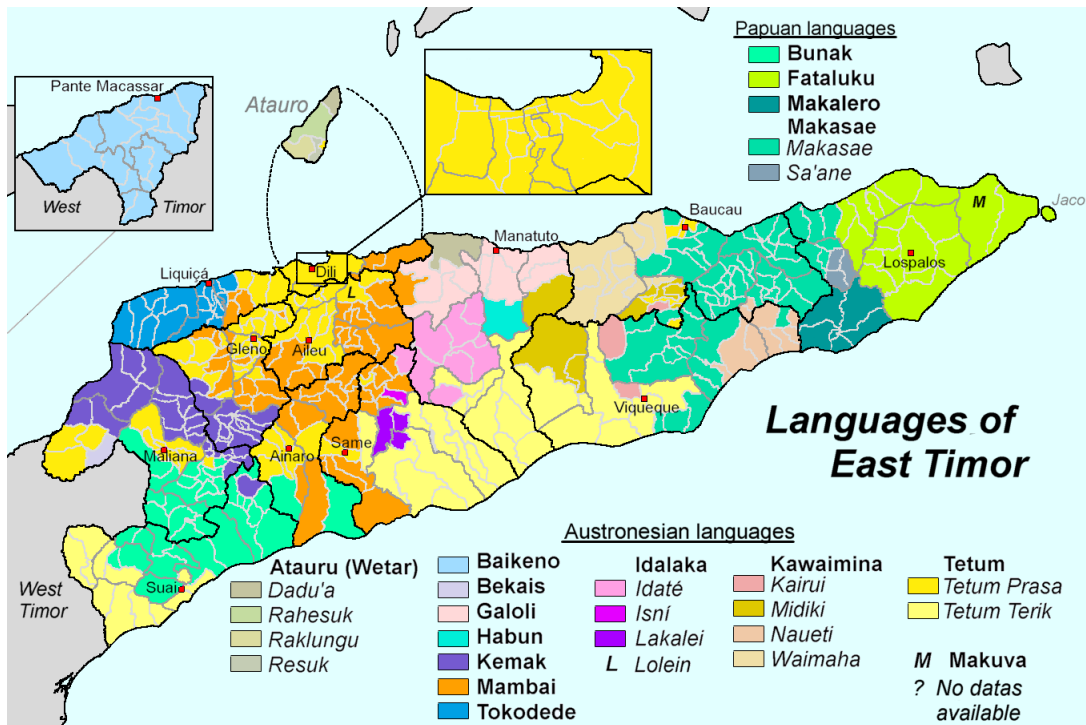 Papuan languages
Bunak
Fataluku
Makalero
Makasae
Makasae
Sa'ane
Pante Macassar
West Timor
Atauro
Baucau
M
Jaco
Manatuto
Lospalos
Dili
Liquiçá
L
Gleno
Aileu
Viqueque
Languages of
East Timor
Maliana
Ainaro
Same
West
Timor
Suai
Austronesian languages
Atauru (Wetar)
Dadu'a
Rahesuk
Raklungu
Resuk
Baikeno
Bekais
Galoli
Habun
Kemak
Mambai
Tokodede
Idalaka
Idaté
Isní
Lakalei
L Lolein
Kawaimina
Kairui
Midiki
Naueti
Waimaha
Tetum
Tetum Prasa
Tetum Terik
M Makuva
? No datas
available